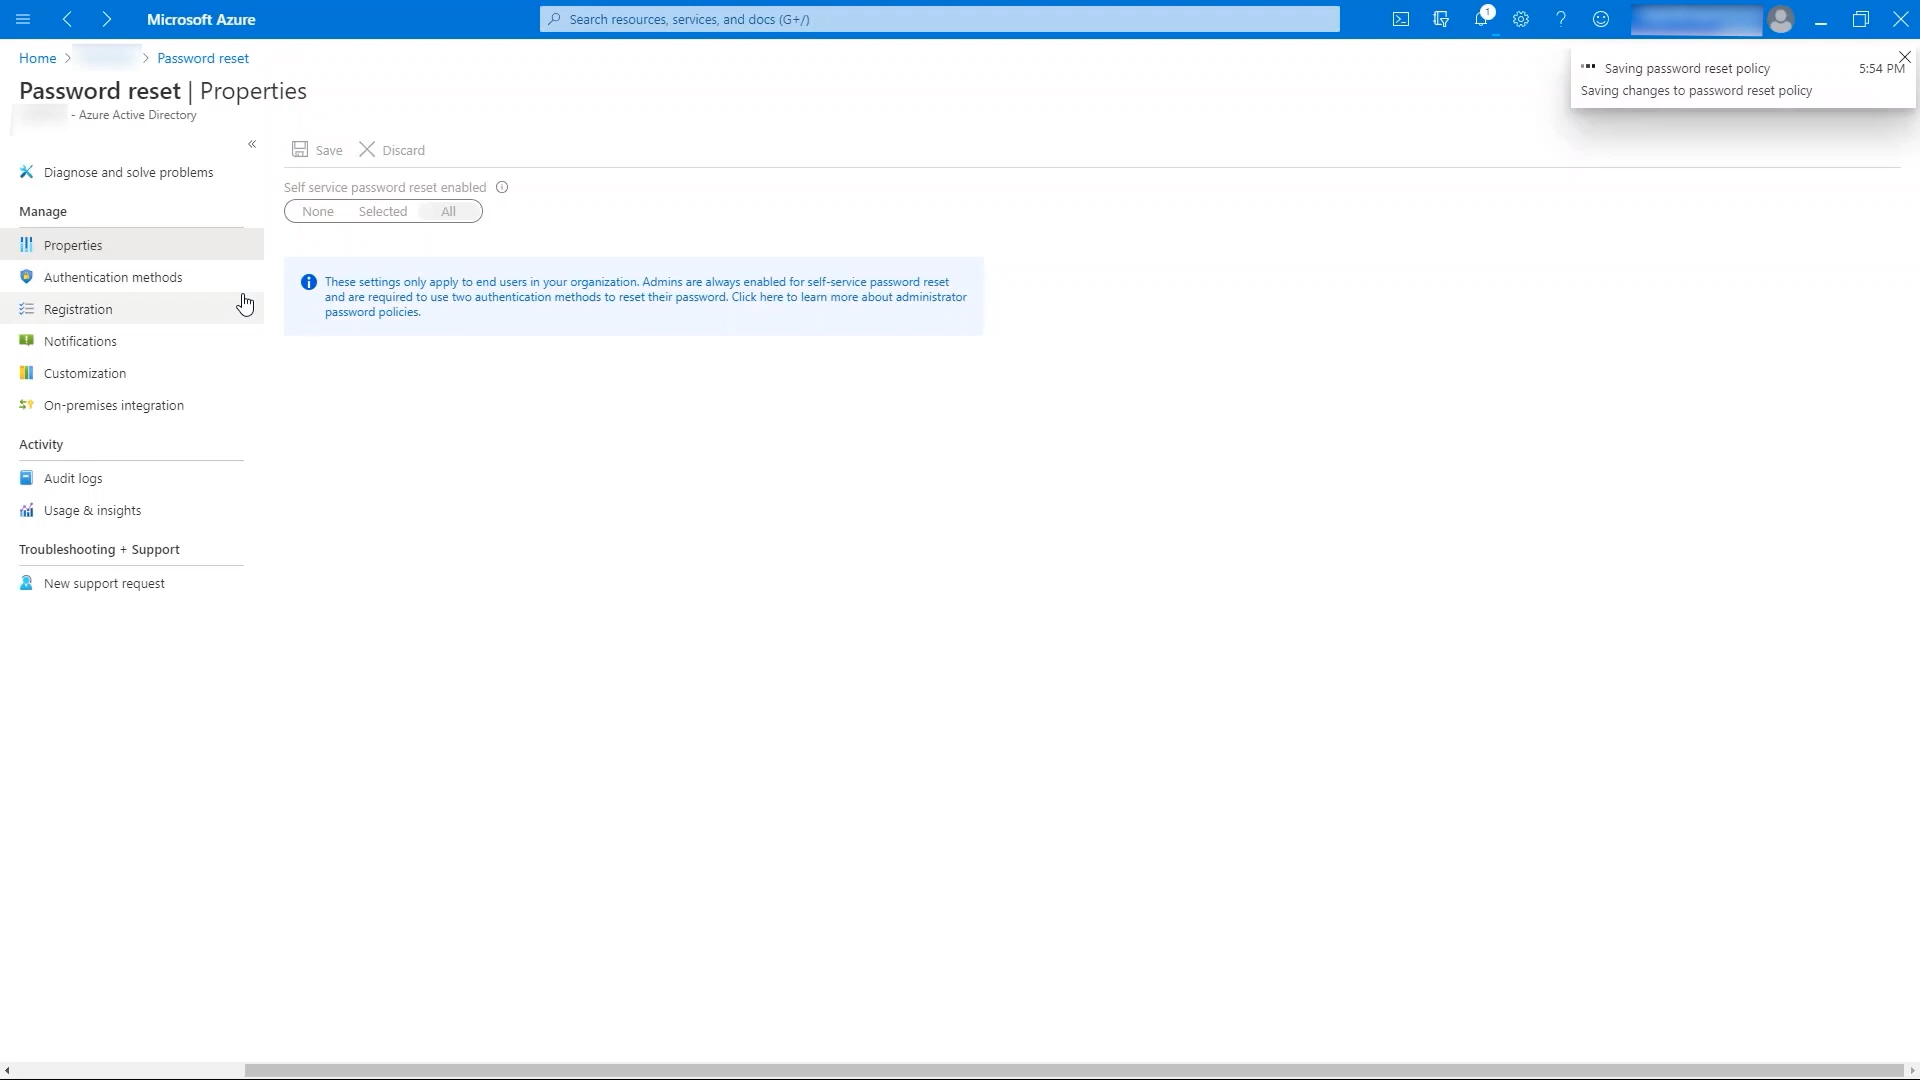 Microsoft Azure
Search resources, services, and docs (G+/)
1
Home > > Password reset
Password reset | Properties
- Azure Active Directory
Saving password reset policy 5:54 PM
Saving changes to password reset policy
«
Save Discard
Diagnose and solve problems
Manage
Properties
Authentication methods
Registration
Notifications
Customization
On-premises integration
Activity
Audit logs
Usage & insights
Troubleshooting + Support
New support request
Self service password reset enabled
None Selected All
These settings only apply to end users in your organization. Admins are always enabled for self-service password reset
and are required to use two authentication methods to reset their password. Click here to learn more about administrator
password policies.